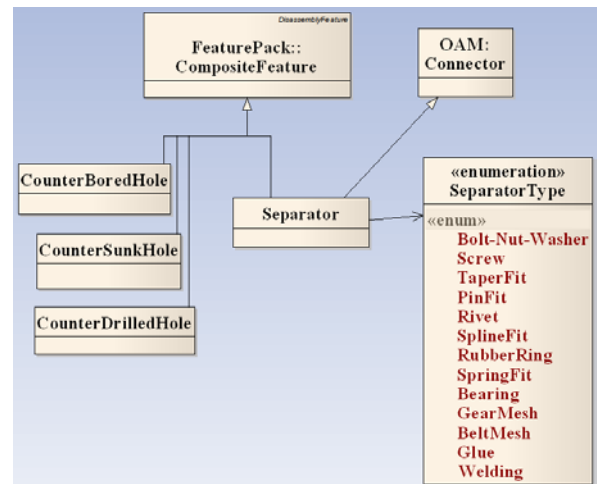 DisassemblyFeature
FeaturePack::
CompositeFeature
OAM:
Connector
CounterBoredHole
Separator
CounterSunkHole
CounterDrilledHole
«enumeration»
SeparatorType
«enum»
Bolt-Nut-Washer
Screw
TaperFit
PinFit
Rivet
SplineFit
RubberRing
SpringFit
Bearing
GearMesh
BeltMesh
Glue
Welding